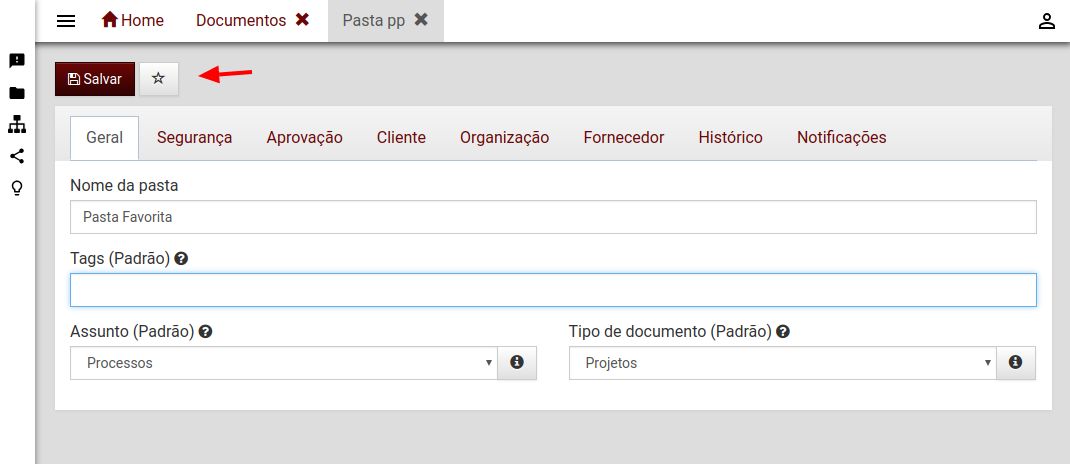 Home Documentos Pasta pp
Salvar
Geral Segurança Aprovação Cliente Organização Fornecedor Histórico Notificações
Nome da pasta
Pasta Favorita
Tags (Padrão)
Assunto (Padrão) Tipo de documento (Padrão)
Processos Projetos